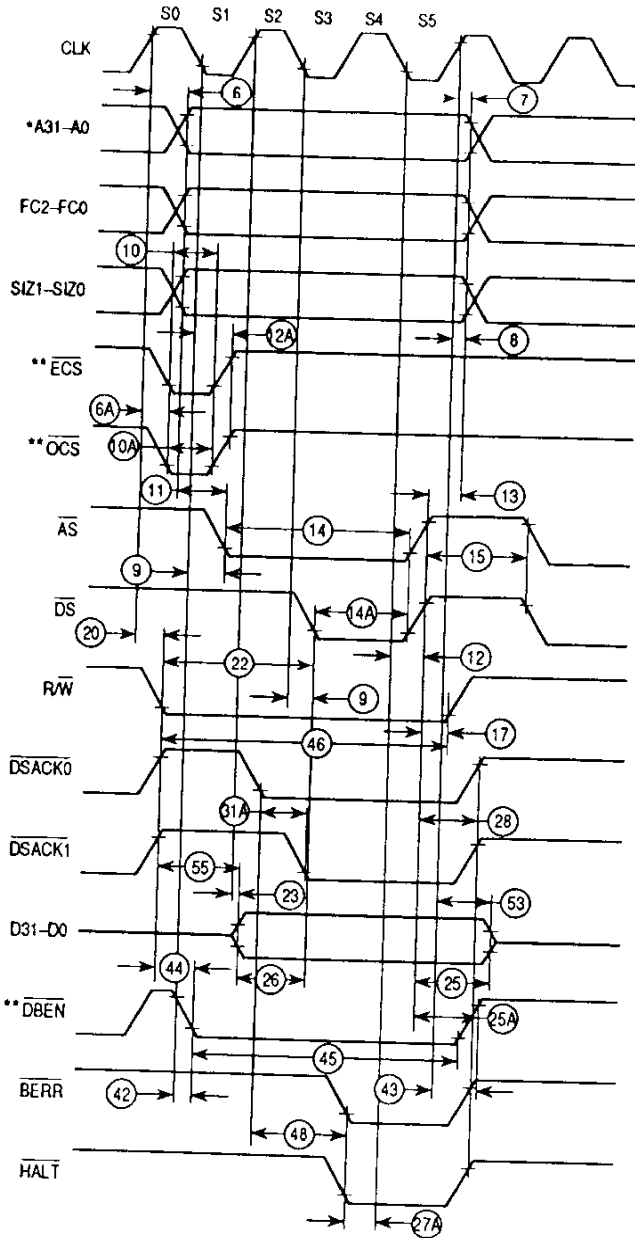 S0 S1 S2 S3 S4 S5
CLK
6
7
*A31-A0
FC2-FC0
10
SIZ1-SIZ0
12A
8
**ECS
6A
10A
**OCS
11
13
14
AS
15
9
DS
14A
20
22
12
R/W
9
17
46
DSACK0
31A
28
DSACK1
55
23
53
D31-D0
44
26
25
**DBEN
25A
45
BERR
42
43
48
HALT
27A